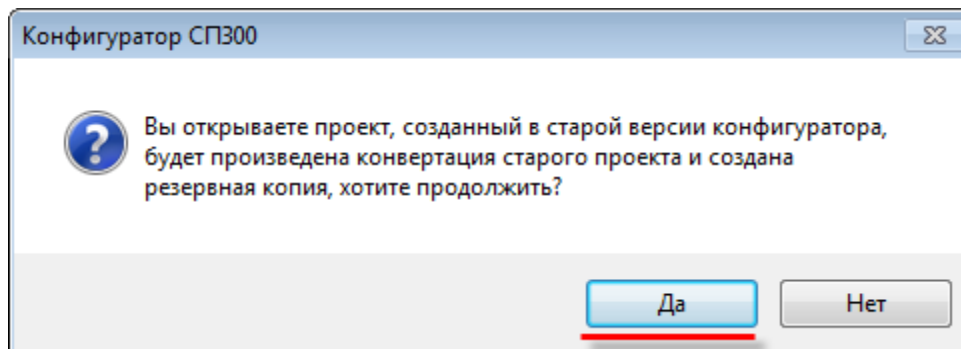 Конфигуратор СП300
Вы открываете проект, созданный в старой версии конфигуратора,
будет произведена конвертация старого проекта и создана
резервная копия, хотите продолжить?
Да
Нет